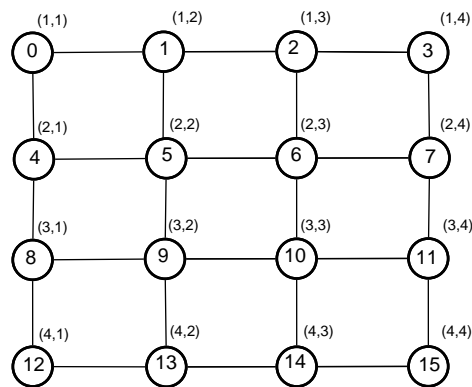 (1,1) (1,2) (1,3) (1,4)
0 1 2 3
(2,1) (2,2) (2,3) (2,4)
4 5 6 7
(3,1) (3,2) (3,3) (3,4)
8 9 10 11
(4,1) (4,2) (4,3) (4,4)
12 13 14 15